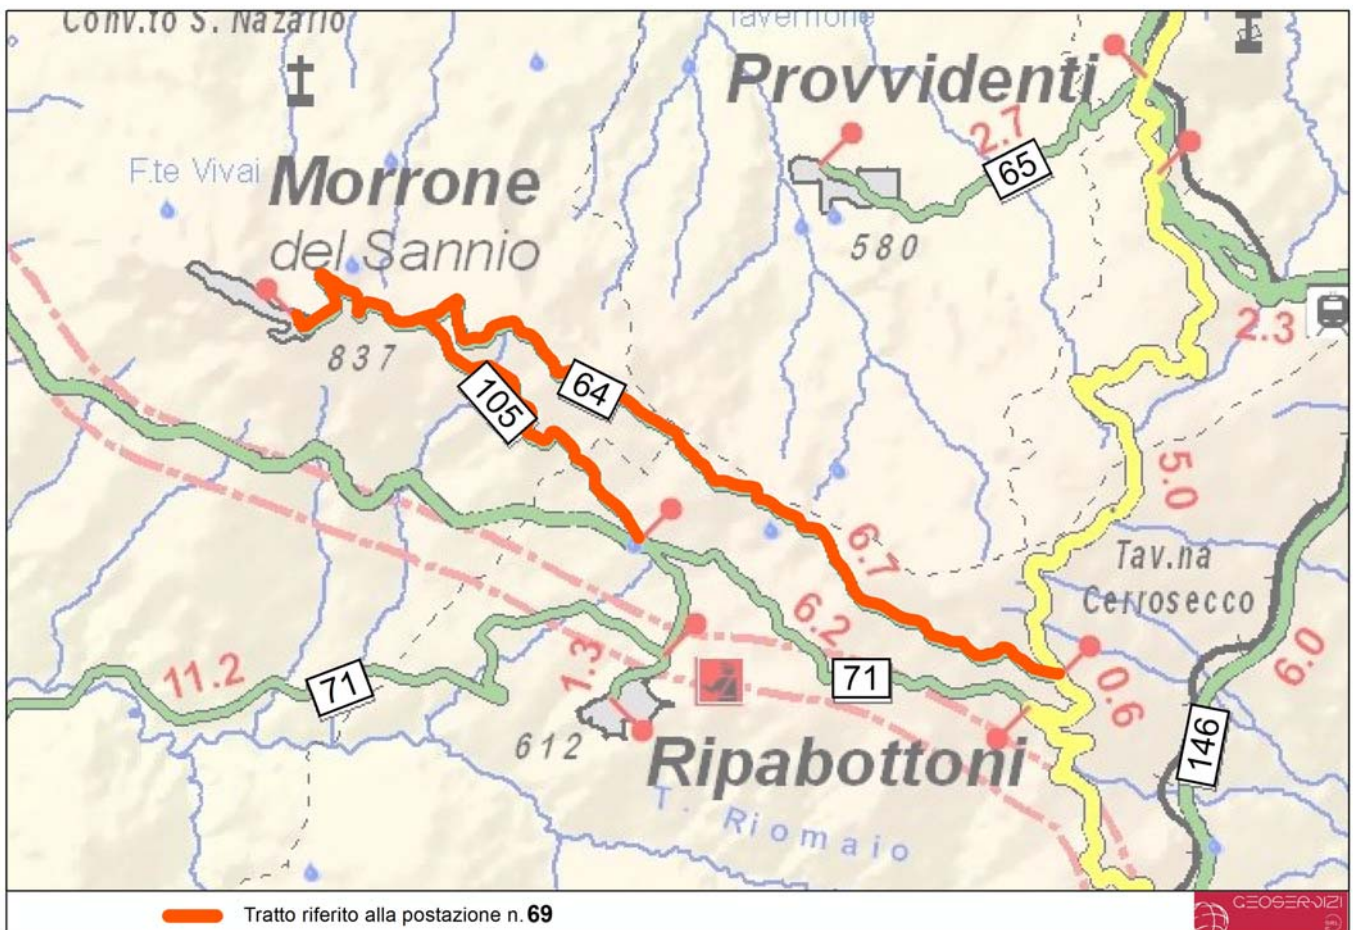 Conv.to S. Nazario
Tavernone
Provvidenti
2.7
65
F.te Vivai
Morrone
del Sannio
580
837
2.3
105
64
5.0
6.7
Tav.na
Cerrosecco
6.2
6.0
11.2
71
1.3
71
0.6
146
612
Ripabottoni
T. Riomaio
Tratto riferito alla postazione n. 69
GEOSERVIZI